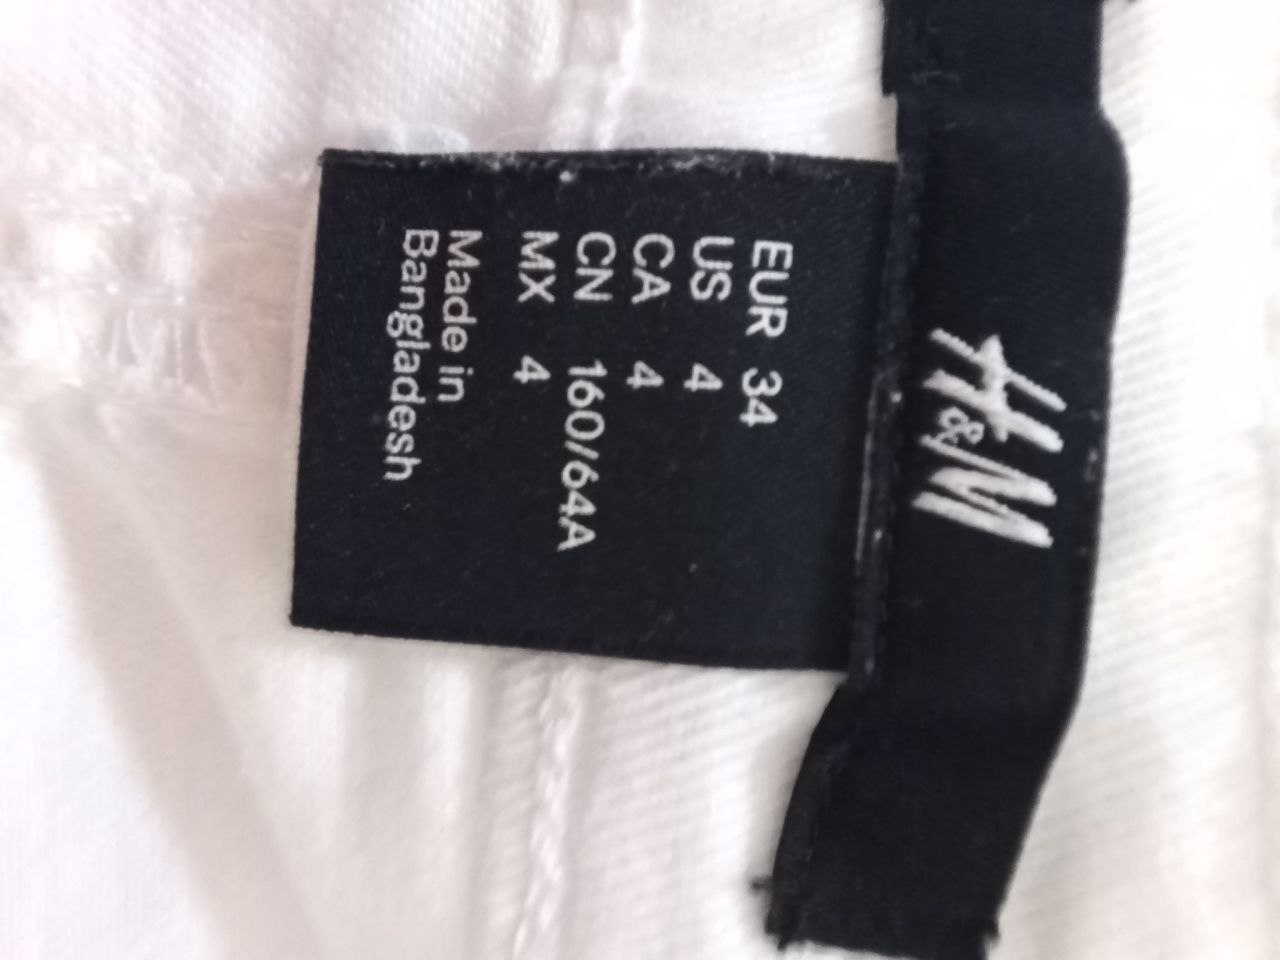 H&M
EUR 34
US 4
CA 4
CN 160/64A
MX 4
Made in
Bangladesh